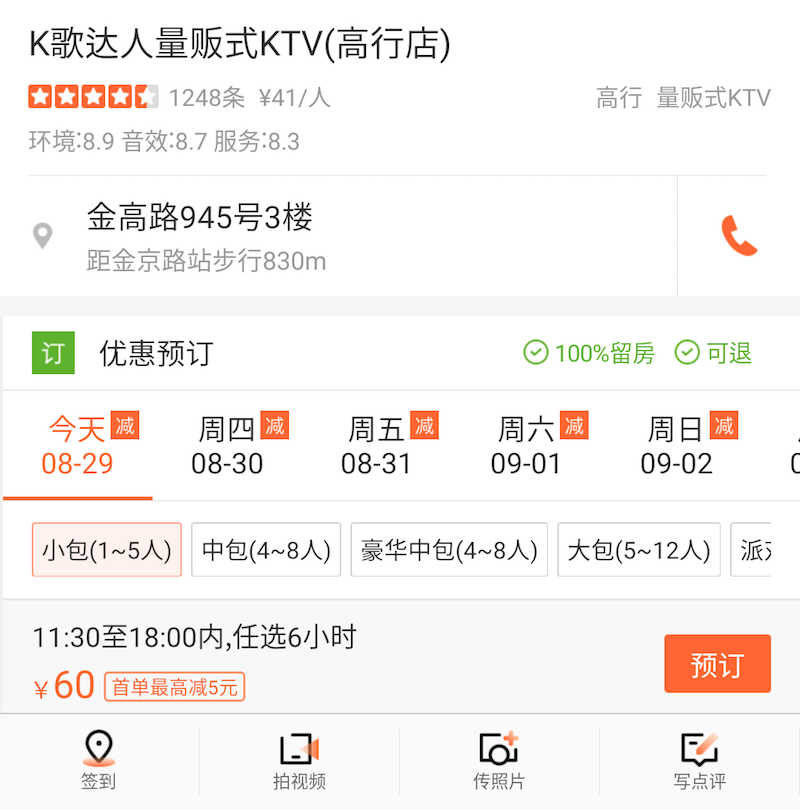 K歌达人量贩式KTV(高行店)
1248条 ¥41/人 高行 量贩式KTV
环境:8.9 音效:8.7 服务:8.3
金高路945号3楼
距金京路站步行830m
订 优惠预订 100%留房 可退
今天减 周四减 周五减 周六减 周日减
08-29 08-30 08-31 09-01 09-02
小包(1~5人) 中包(4~8人) 豪华中包(4~8人) 大包(5~12人) 派
11:30至18:00内,任选6小时
¥60 首单最高减5元 预订
签到 拍视频 传照片 写点评